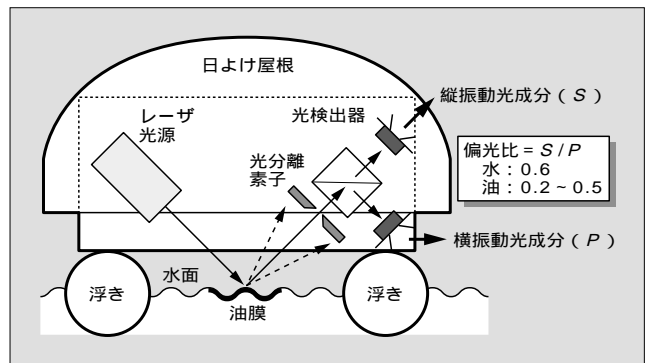 日よけ屋根
レーザ
光源
光検出器
縦振動光成分（S）
光分離
素子
偏光比＝S / P
水：0.6
油：0.2 ~ 0.5
横振動光成分（P）
浮き
水面
油膜
浮き